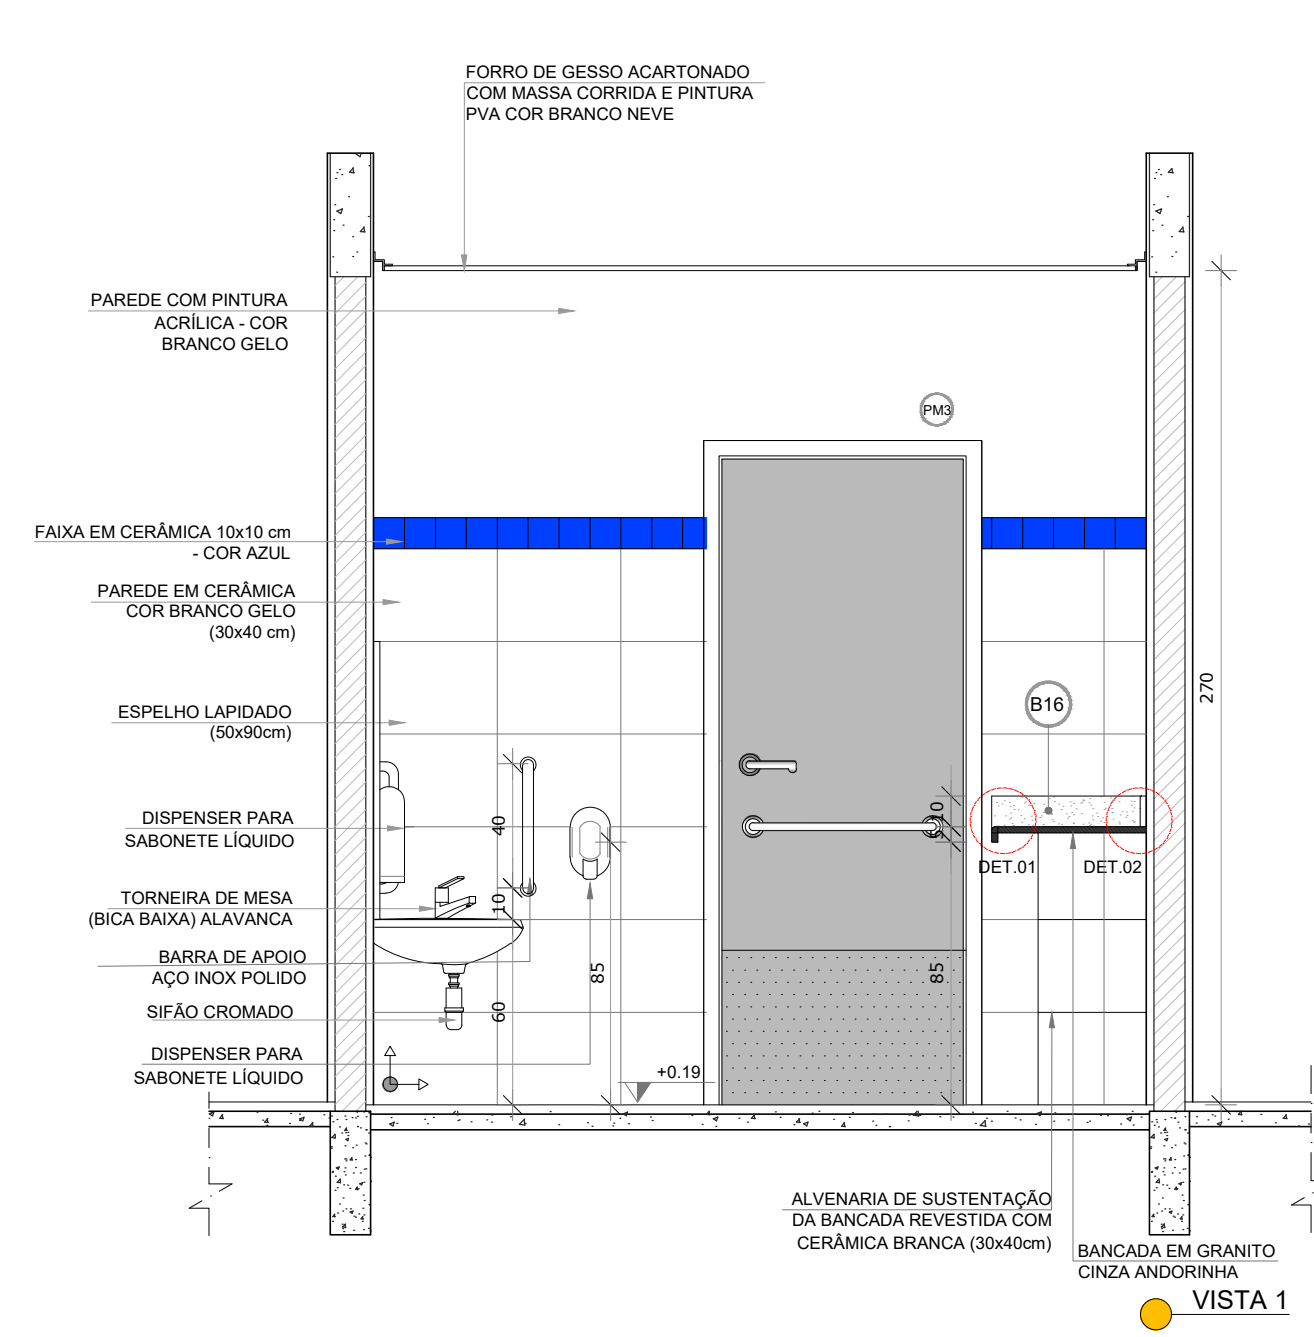 FORRO DE GESSO ACARTONADO
COM MASSA CORRIDA E PINTURA
PVA COR BRANCO NEVE
PAREDE COM PINTURA
ACRÍLICA - COR
BRANCO GELO
PM3
FAIXA EM CERÂMICA 10x10 cm
- COR AZUL
PAREDE EM CERÂMICA
COR BRANCO GELO
(30x40 cm)
270
B16
ESPELHO LAPIDADO
(50x90cm)
DISPENSER PARA
SABONETE LÍQUIDO
40
10
DET.01
DET.02
TORNEIRA DE MESA
(BICA BAIXA) ALAVANCA
10
BARRA DE APOIO
AÇO INOX POLIDO
85
85
SIFÃO CROMADO
60
DISPENSER PARA
SABONETE LÍQUIDO
+0.19
ALVENARIA DE SUSTENTAÇÃO
DA BANCADA REVESTIDA COM
CERÂMICA BRANCA (30x40cm)
BANCADA EM GRANITO
CINZA ANDORINHA
VISTA 1